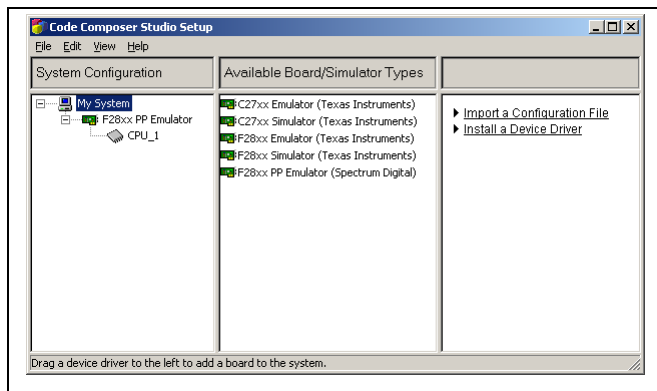 Code Composer Studio Setup
File Edit View Help
System Configuration
Available Board/Simulator Types
My System
F28xx PP Emulator
CPU_1
C27xx Emulator (Texas Instruments)
C27xx Simulator (Texas Instruments)
F28xx Emulator (Texas Instruments)
F28xx Simulator (Texas Instruments)
F28xx PP Emulator (Spectrum Digital)
Import a Configuration File
Install a Device Driver
Drag a device driver to the left to add a board to the system.